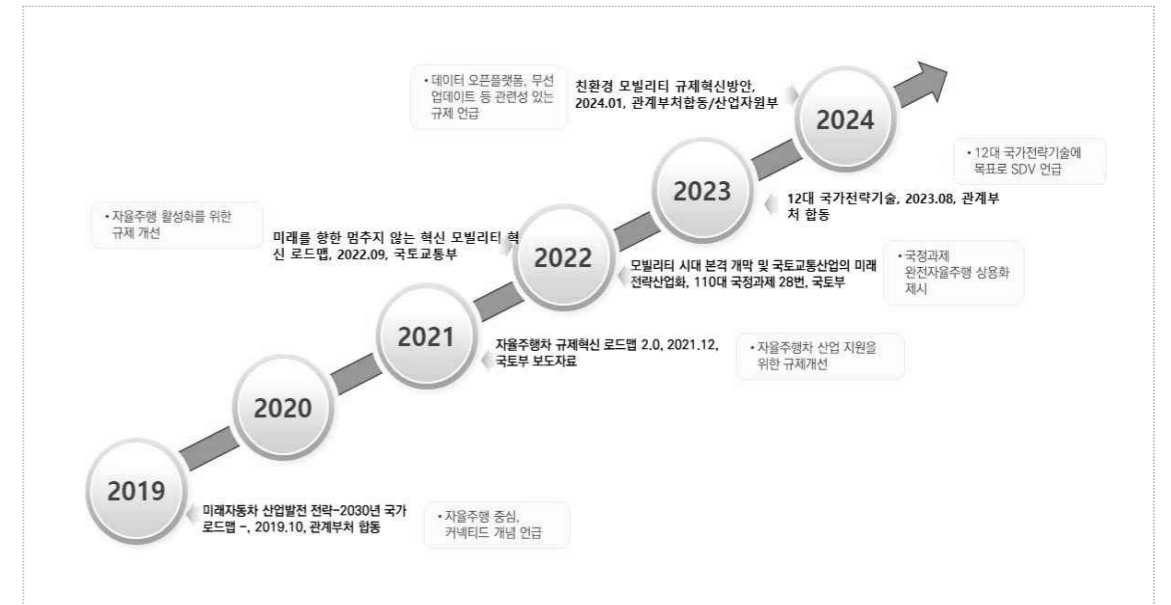 • 데이터 오픈플랫폼, 무선
업데이트 등 관련성 있는
규제 언급
친환경 모빌리티 규제혁신방안,
2024.01, 관계부처합동/산업자원부
2024
• 12대 국가전략기술에
목표로 SDV 언급
2023
12대 국가전략기술, 2023.08, 관계부
처 합동
• 자율주행 활성화를 위한
규제 개선
미래를 향한 멈추지 않는 혁신 모빌리티 혁
신 로드맵, 2022.09, 국토교통부
2022
모빌리티 시대 본격 개막 및 국토교통산업의 미래
전략산업화, 110대 국정과제 28번, 국토부
• 국정과제
완전자율주행 상용화
제시
2021
자율주행차 규제혁신 로드맵 2.0, 2021.12,
국토부 보도자료
• 자율주행차 산업 지원을
위한 규제개선
2020
2019
미래자동차 산업발전 전략-2030년 국가
로드맵 -, 2019.10, 관계부처 합동
• 자율주행 중심,
커넥티드 개념 언급